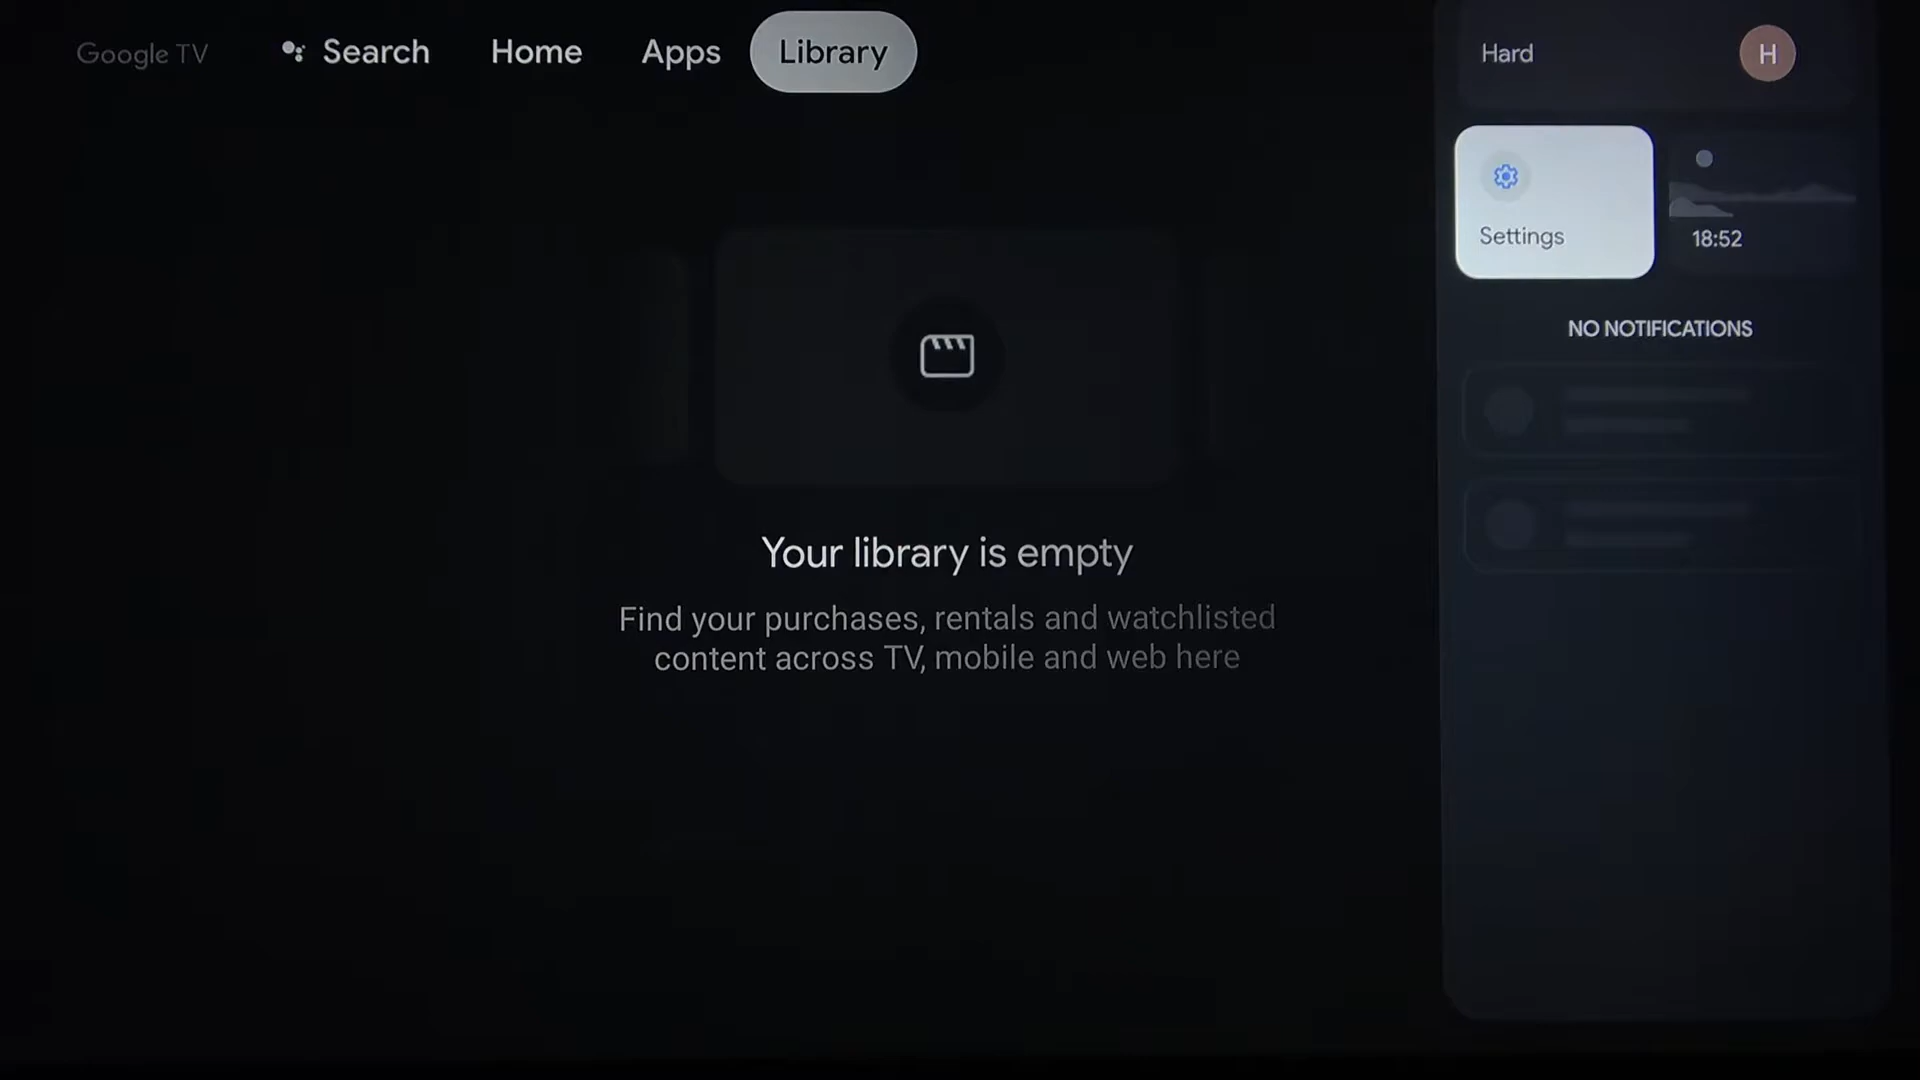 Google TV
Search
Home
Apps
Library
Hard
H
Settings
18:52
NO NOTIFICATIONS
Your library is empty
Find your purchases, rentals and watchlisted
content across TV, mobile and web here